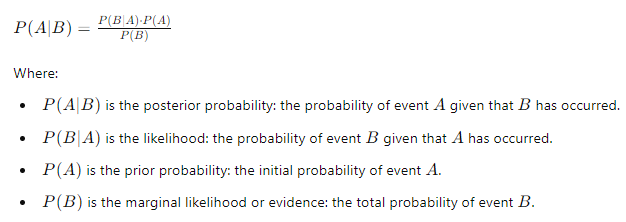 P(A|B) = P(B|A)·P(A) / P(B)
Where:
• P(A|B) is the posterior probability: the probability of event A given that B has occurred.
• P(B|A) is the likelihood: the probability of event B given that A has occurred.
• P(A) is the prior probability: the initial probability of event A.
• P(B) is the marginal likelihood or evidence: the total probability of event B.